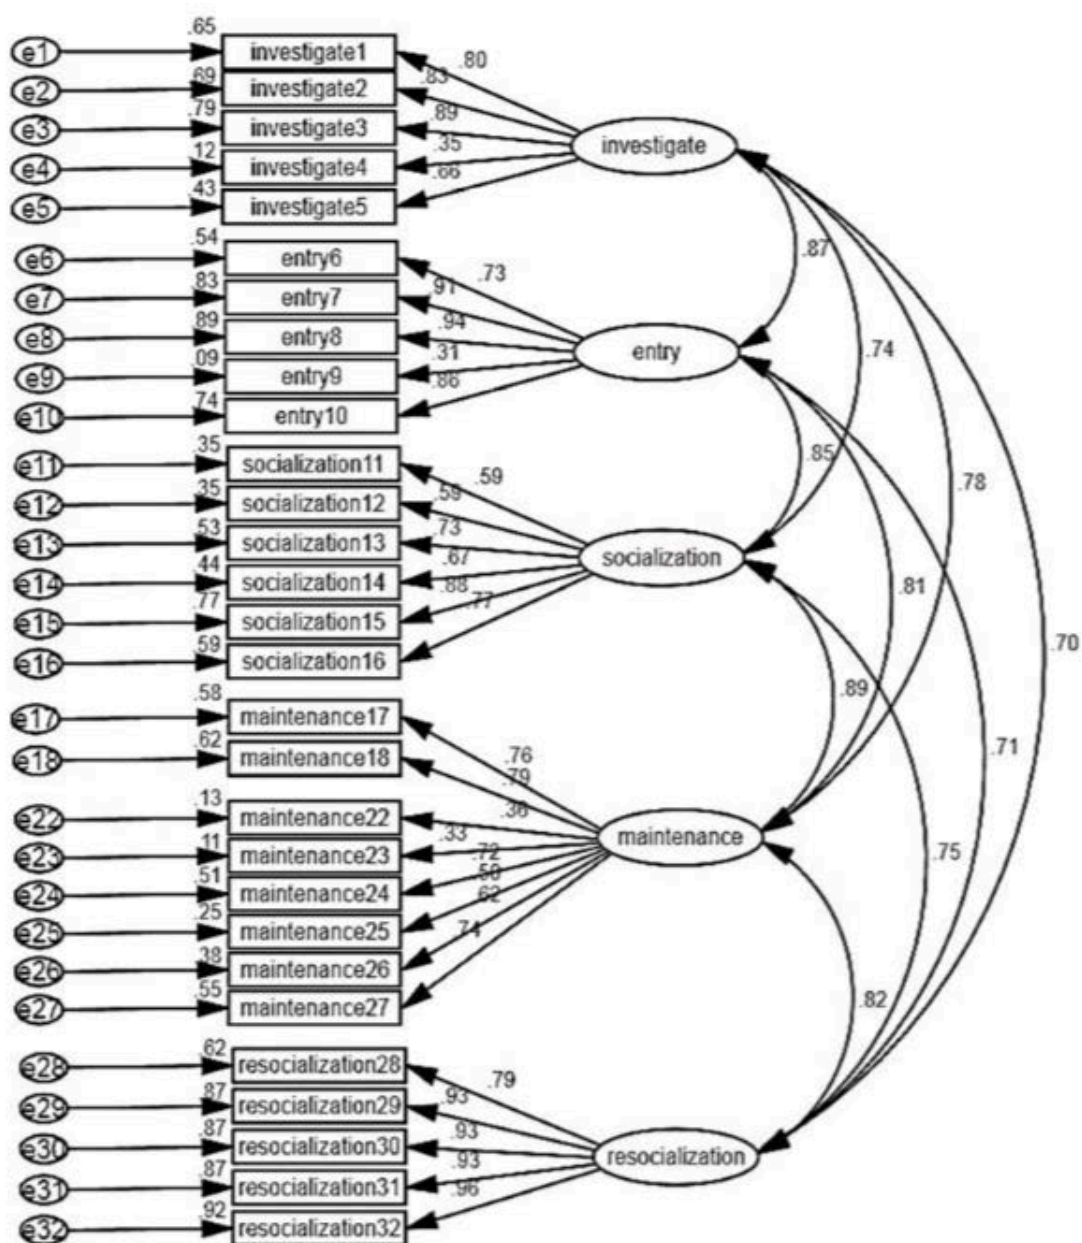 .65
e1 investigate1 .80
.69
e2 investigate2 .83
.79
e3 investigate3 .89
investigate
.12
e4 investigate4 .35
.43
e5 investigate5 .66
.87
.54
e6 entry6 .73
.83
e7 entry7 .91
.89
e8 entry8 .94
entry
.74
.09
e9 entry9 .31
.74
e10 entry10 .86
.35
e11 socialization11 .59
.85
.78
.35
e12 socialization12 .59
.53
e13 socialization13 .73
socialization
.44
e14 socialization14 .67
.81
.77
e15 socialization15 .88
.59
e16 socialization16 .77
.70
.89
.58
e17 maintenance17 .76
.71
.62
e18 maintenance18 .79
.13
e22 maintenance22 .36
maintenance
.11
e23 maintenance23 .33
.75
.51
e24 maintenance24 .72
.25
e25 maintenance25 .50
.38
e26 maintenance26 .62
.55
e27 maintenance27 .74
.82
.62
e28 resocialization28 .79
.87
e29 resocialization29 .93
.87
e30 resocialization30 .93
resocialization
.87
e31 resocialization31 .93
.92
e32 resocialization32 .96